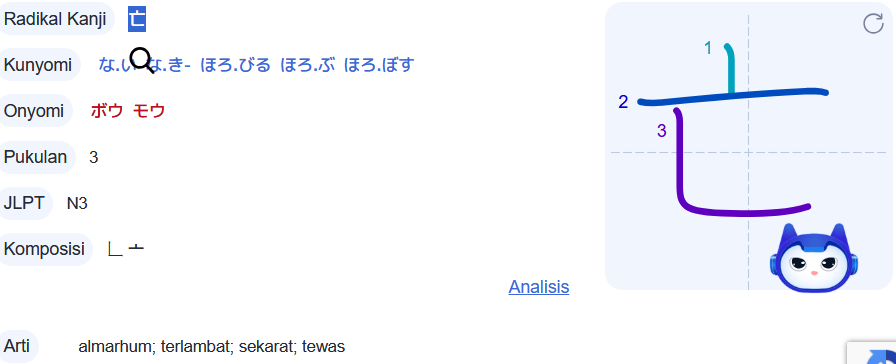 Radikal Kanji 亡
Kunyomi な.い な.き- ほろ.びる ほろ.ぶ ほろ.ぼす
Onyomi ボウ モウ
Pukulan 3
JLPT N3
Komposisi 𠃊 亠
Analisis
Arti almarhum; terlambat; sekarat; tewas
1
2
3